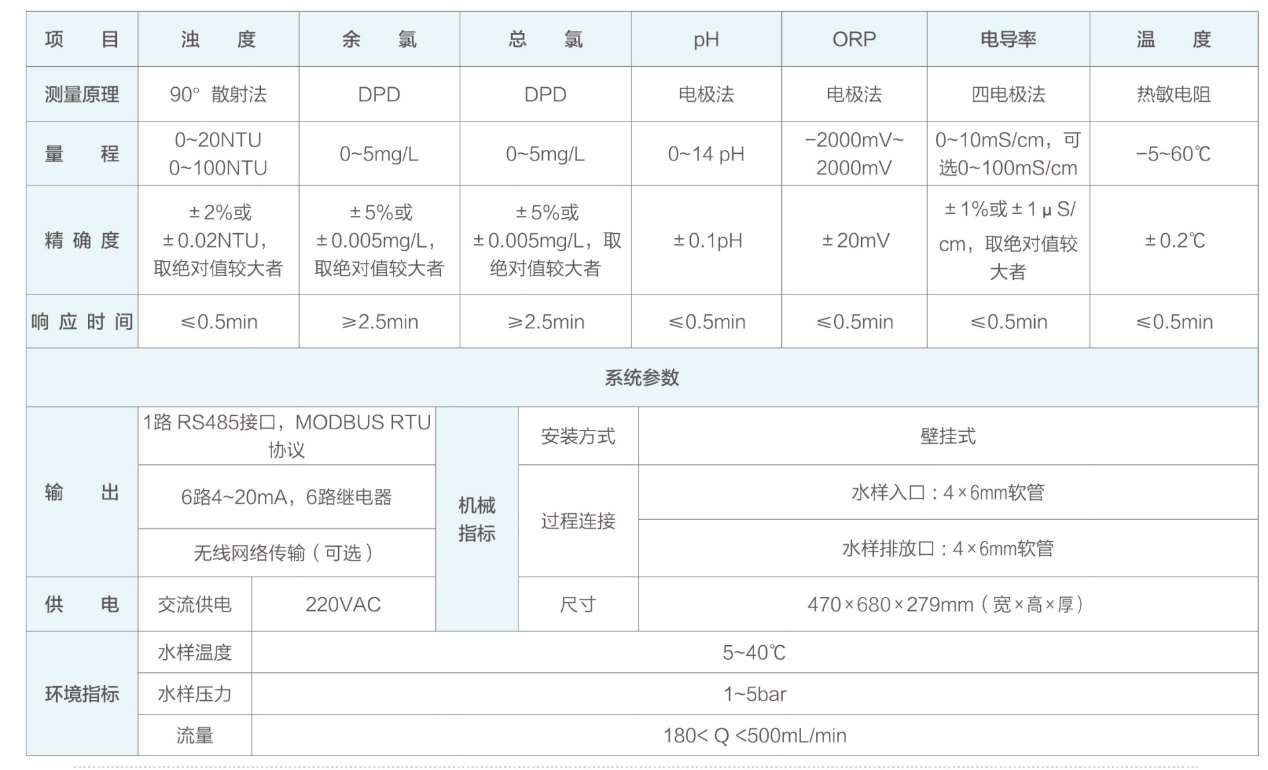 项 目 浊 度 余 氯 总 氯 pH ORP 电导率 温 度
测量原理 90° 散射法 DPD DPD 电极法 电极法 四电极法 热敏电阻
量 程
0~20NTU
0~100NTU
0~5mg/L
0~5mg/L
0~14 pH
-2000mV~
2000mV
0~10mS/cm，可
选0~100mS/cm
-5~60℃
精 确 度
±2%或
±0.02NTU，
取绝对值较大者
±5%或
±0.005mg/L，
取绝对值较大者
±5%或
±0.005mg/L，取
绝对值较大者
±0.1pH
±20mV
±1%或±1μS/
cm，取绝对值较
大者
±0.2℃
响 应 时 间 ≤0.5min ≥2.5min ≥2.5min ≤0.5min ≤0.5min ≤0.5min ≤0.5min
系统参数
输 出
1路 RS485接口，MODBUS RTU
协议
6路4~20mA，6路继电器
无线网络传输（可选）
机械
指标
安装方式
壁挂式
过程连接
水样入口：4×6mm软管
水样排放口：4×6mm软管
供 电 交流供电 220VAC
尺寸 470×680×279mm（宽×高×厚）
环境指标
水样温度 5~40℃
水样压力 1~5bar
流量 180< Q <500mL/min